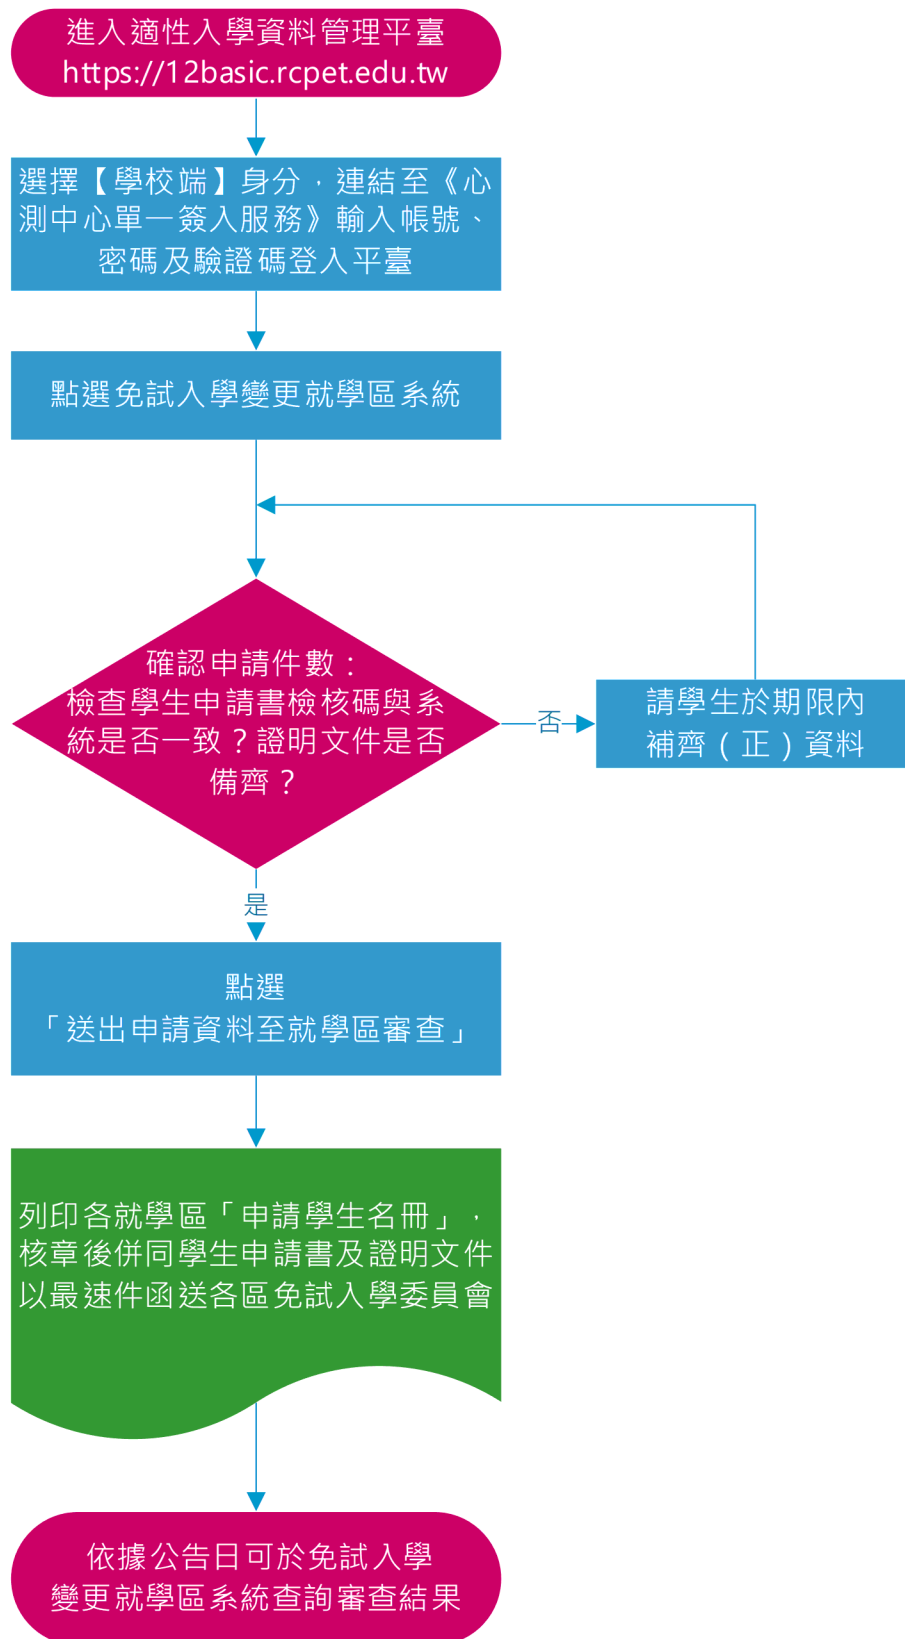 進入適性入學資料管理平臺
https://12basic.rcpet.edu.tw
選擇【學校端】身分，連結至《心
測中心單一簽入服務》輸入帳號、
密碼及驗證碼登入平臺
點選免試入學變更就學區系統
確認申請件數：
檢查學生申請書檢核碼與系
統是否一致？證明文件是否
備齊？
否
請學生於期限內
補齊（正）資料
是
點選
「送出申請資料至就學區審查」
列印各就學區「申請學生名冊」，
核章後併同學生申請書及證明文件
以最速件函送各區免試入學委員會
依據公告日可於免試入學
變更就學區系統查詢審查結果